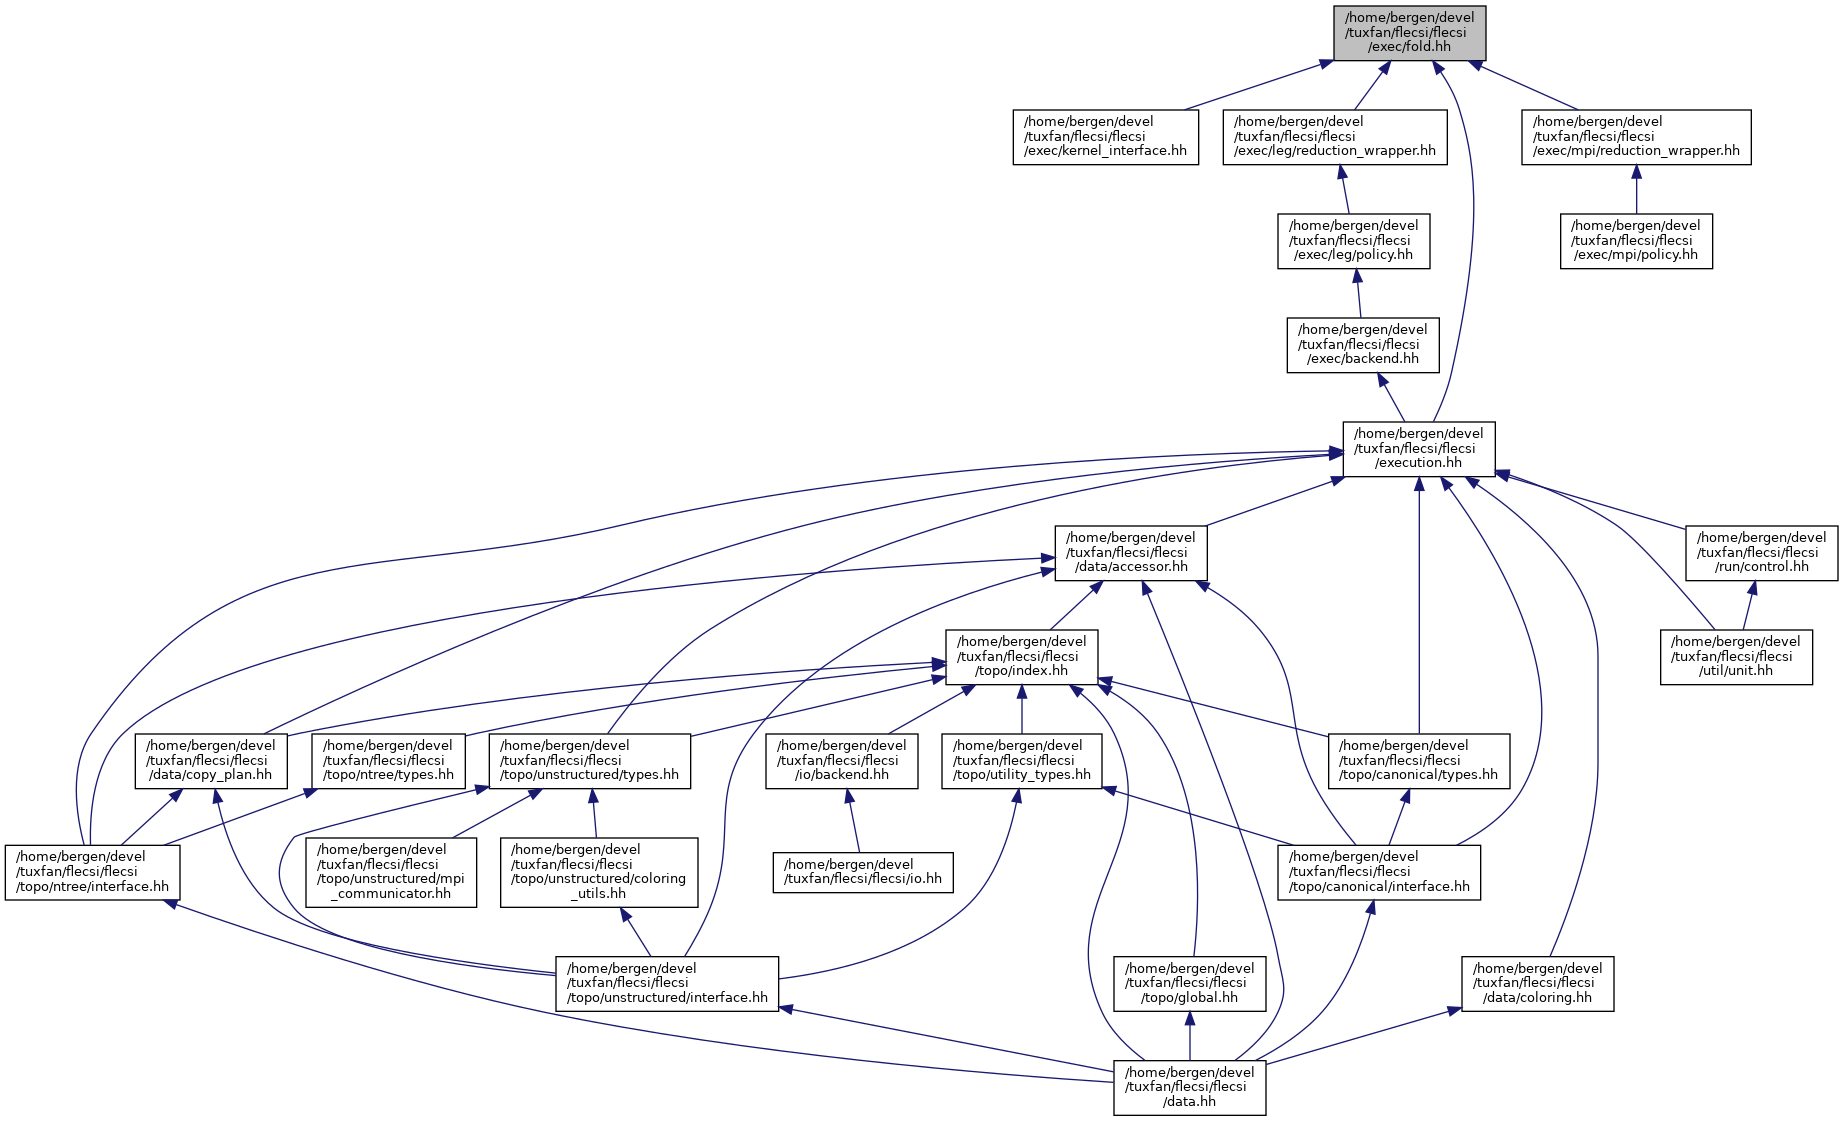 /home/bergen/devel
/tuxfan/flecsi/flecsi
/exec/fold.hh
/home/bergen/devel
/tuxfan/flecsi/flecsi
/exec/kernel_interface.hh
/home/bergen/devel
/tuxfan/flecsi/flecsi
/exec/leg/reduction_wrapper.hh
/home/bergen/devel
/tuxfan/flecsi/flecsi
/exec/mpi/reduction_wrapper.hh
/home/bergen/devel
/tuxfan/flecsi/flecsi
/exec/leg/policy.hh
/home/bergen/devel
/tuxfan/flecsi/flecsi
/exec/mpi/policy.hh
/home/bergen/devel
/tuxfan/flecsi/flecsi
/exec/backend.hh
/home/bergen/devel
/tuxfan/flecsi/flecsi
/execution.hh
/home/bergen/devel
/tuxfan/flecsi/flecsi
/data/accessor.hh
/home/bergen/devel
/tuxfan/flecsi/flecsi
/run/control.hh
/home/bergen/devel
/tuxfan/flecsi/flecsi
/topo/index.hh
/home/bergen/devel
/tuxfan/flecsi/flecsi
/util/unit.hh
/home/bergen/devel
/tuxfan/flecsi/flecsi
/data/copy_plan.hh
/home/bergen/devel
/tuxfan/flecsi/flecsi
/topo/ntree/types.hh
/home/bergen/devel
/tuxfan/flecsi/flecsi
/topo/unstructured/types.hh
/home/bergen/devel
/tuxfan/flecsi/flecsi
/io/backend.hh
/home/bergen/devel
/tuxfan/flecsi/flecsi
/topo/utility_types.hh
/home/bergen/devel
/tuxfan/flecsi/flecsi
/topo/canonical/types.hh
/home/bergen/devel
/tuxfan/flecsi/flecsi
/topo/ntree/interface.hh
/home/bergen/devel
/tuxfan/flecsi/flecsi
/topo/unstructured/mpi
_communicator.hh
/home/bergen/devel
/tuxfan/flecsi/flecsi
/topo/unstructured/coloring
_utils.hh
/home/bergen/devel
/tuxfan/flecsi/flecsi/io.hh
/home/bergen/devel
/tuxfan/flecsi/flecsi
/topo/canonical/interface.hh
/home/bergen/devel
/tuxfan/flecsi/flecsi
/topo/unstructured/interface.hh
/home/bergen/devel
/tuxfan/flecsi/flecsi
/topo/global.hh
/home/bergen/devel
/tuxfan/flecsi/flecsi
/data/coloring.hh
/home/bergen/devel
/tuxfan/flecsi/flecsi
/data.hh